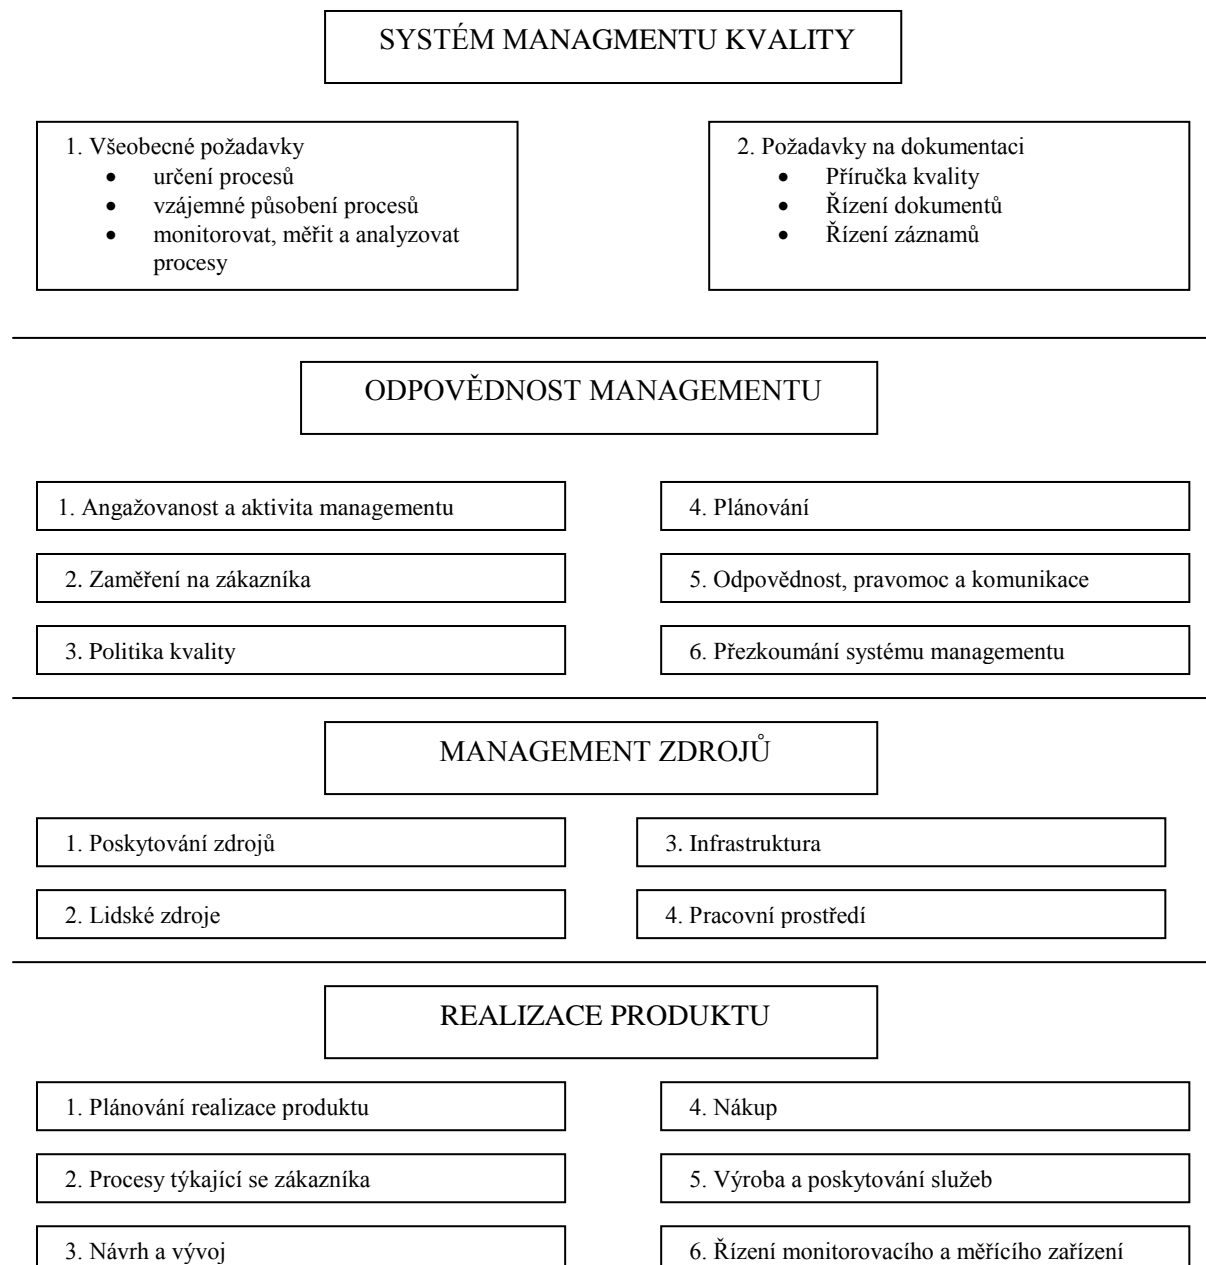 SYSTÉM MANAGMENTU KVALITY
1. Všeobecné požadavky
• určení procesů
• vzájemné působení procesů
• monitorovat, měřit a analyzovat
procesy
2. Požadavky na dokumentaci
• Příručka kvality
• Řízení dokumentů
• Řízení záznamů
ODPOVĚDNOST MANAGEMENTU
1. Angažovanost a aktivita managementu
2. Zaměření na zákazníka
3. Politika kvality
4. Plánování
5. Odpovědnost, pravomoc a komunikace
6. Přezkoumání systému managementu
MANAGEMENT ZDROJŮ
1. Poskytování zdrojů
2. Lidské zdroje
3. Infrastruktura
4. Pracovní prostředí
REALIZACE PRODUKTU
1. Plánování realizace produktu
2. Procesy týkající se zákazníka
3. Návrh a vývoj
4. Nákup
5. Výroba a poskytování služeb
6. Řízení monitorovacího a měřícího zařízení